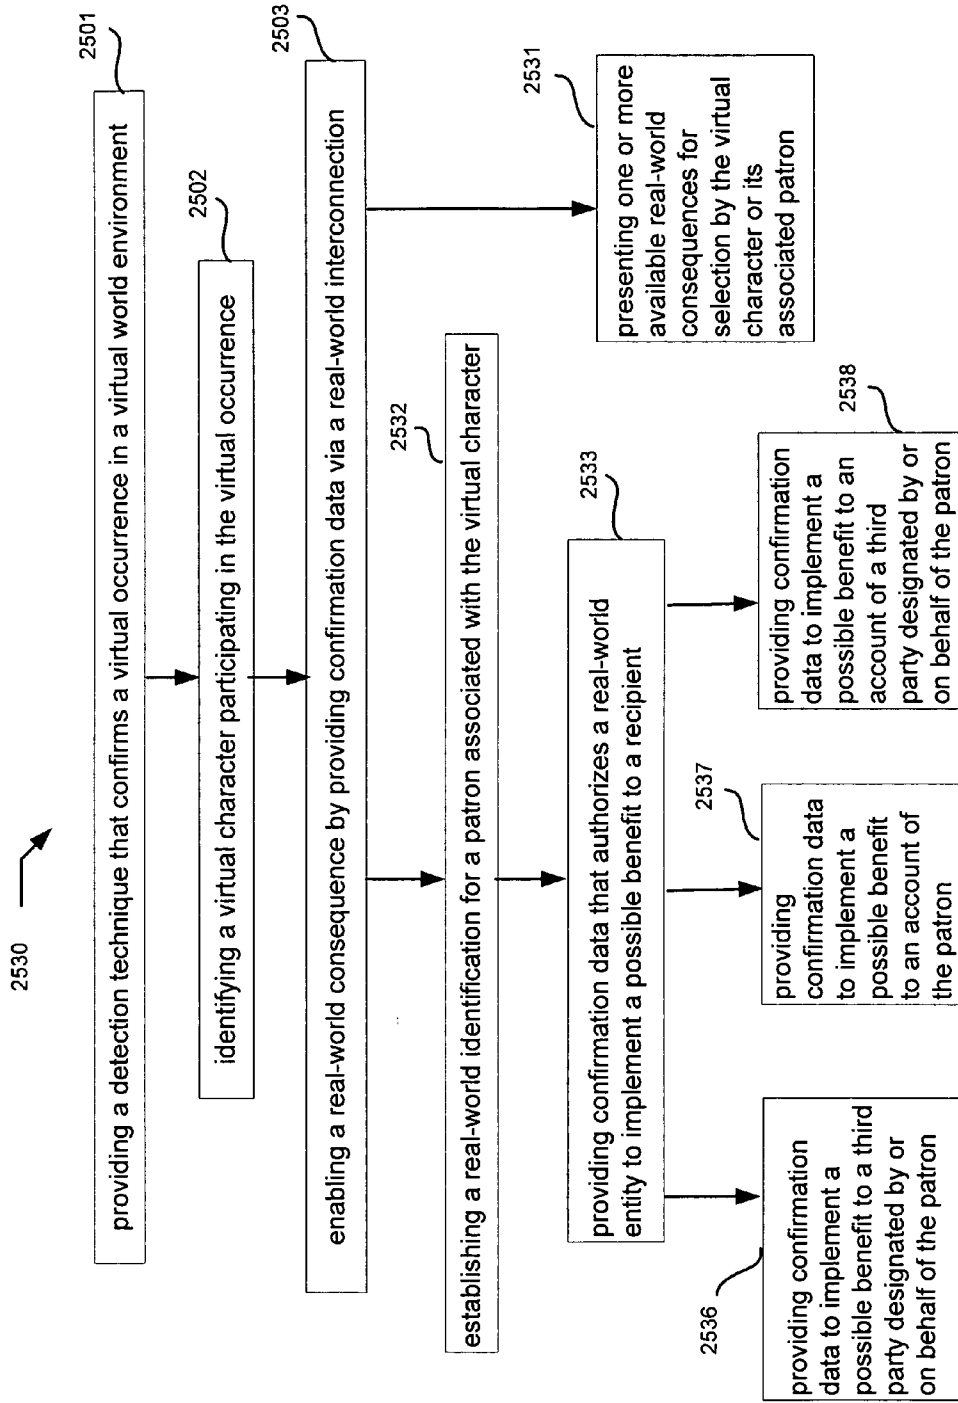 2530
2501
providing a detection technique that confirms a virtual occurrence in a virtual world environment
2502
identifying a virtual character participating in the virtual occurrence
2503
enabling a real-world consequence by providing confirmation data via a real-world interconnection
2532
establishing a real-world identification for a patron associated with the virtual character
2531
presenting one or more
available real-world
consequences for
selection by the virtual
character or its
associated patron
2533
providing confirmation data that authorizes a real-world
entity to implement a possible benefit to a recipient
2536
providing confirmation
data to implement a
possible benefit to a third
party designated by or
on behalf of the patron
2537
providing
confirmation data
to implement a
possible benefit
to an account of
the patron
2538
providing confirmation
data to implement a
possible benefit to an
account of a third
party designated by or
on behalf of the patron